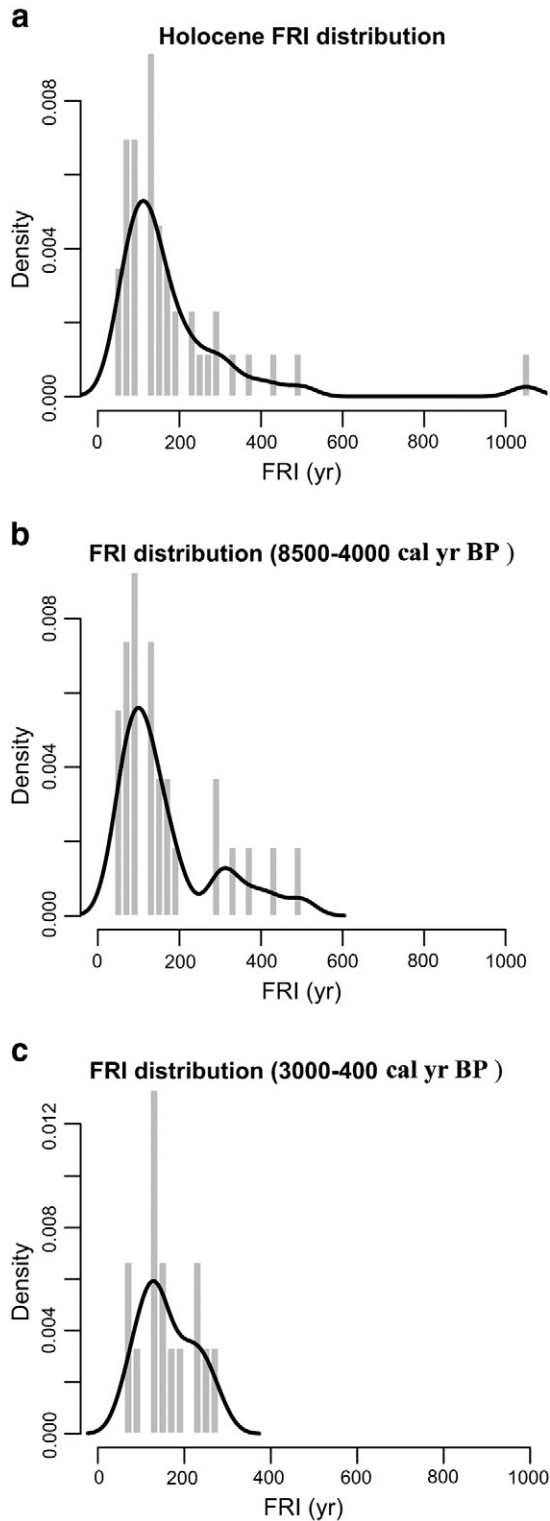 a
Holocene FRI distribution
0.008
0.004
0.000
Density
0 200 400 600 800 1000
FRI (yr)
b
FRI distribution (8500-4000 cal yr BP )
0.008
0.004
0.000
Density
0 200 400 600 800 1000
FRI (yr)
c
FRI distribution (3000-400 cal yr BP )
0.012
0.008
0.004
0.000
Density
0 200 400 600 800 1000
FRI (yr)